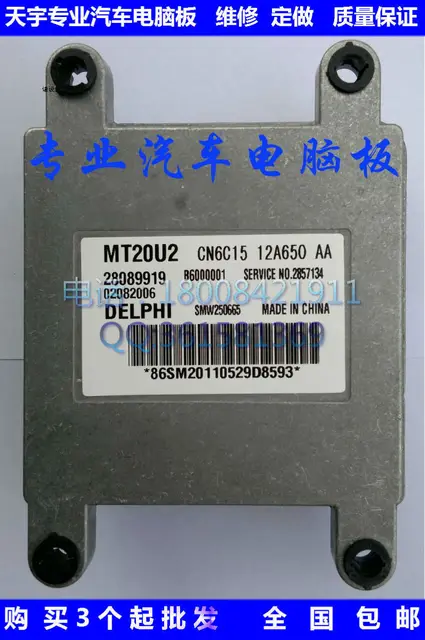 天宇专业汽车电脑板 维修 定做 质量保证
专业汽车电脑板
MT20U2 CN6C15 12A650 AA
28089919 R6000001 SERVICE NO.2857134
02082006
电话 18008421911
DELPHI SMW250665 MADE IN CHINA
QQ 361581369
*86SM20110529D8593*
购买3个起批发 全国包邮